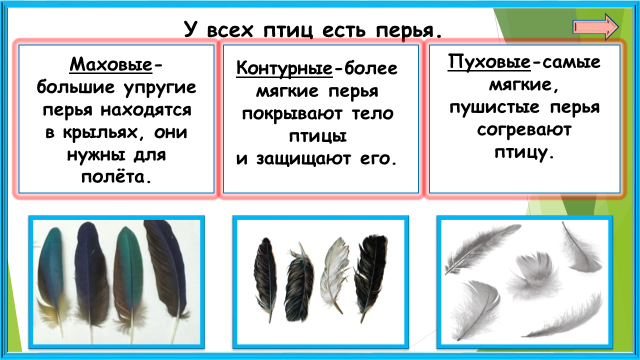 У всех птиц есть перья.
Маховые-
большие упругие
перья находятся
в крыльях, они
нужны для
полёта.
Контурные-более
мягкие перья
покрывают тело
птицы
и защищают его.
Пуховые-самые
мягкие,
пушистые перья
согревают
птицу.